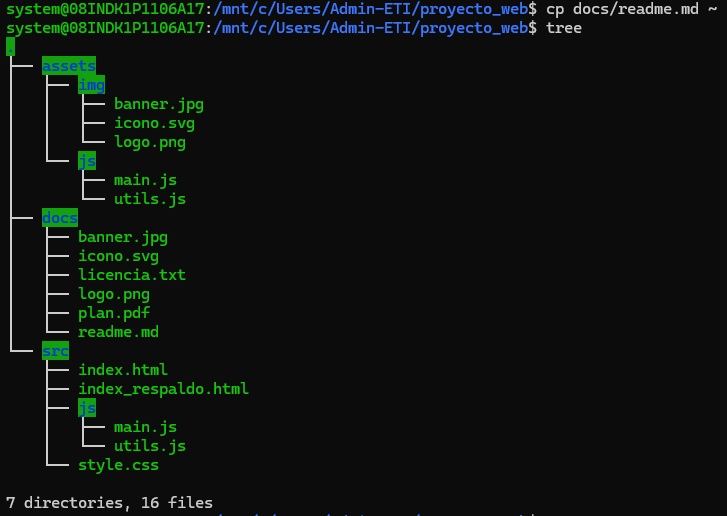 system@08INDK1P1106A17:/mnt/c/Users/Admin-ETI/proyecto_web$ cp docs/readme.md ~
system@08INDK1P1106A17:/mnt/c/Users/Admin-ETI/proyecto_web$ tree
.
├── assets
│   ├── img
│   │   ├── banner.jpg
│   │   ├── icono.svg
│   │   └── logo.png
│   └── js
│       ├── main.js
│       └── utils.js
├── docs
│   ├── banner.jpg
│   ├── icono.svg
│   ├── licencia.txt
│   ├── logo.png
│   ├── plan.pdf
│   └── readme.md
└── src
    ├── index.html
    ├── index_respaldo.html
    ├── js
    │   ├── main.js
    │   └── utils.js
    └── style.css

7 directories, 16 files